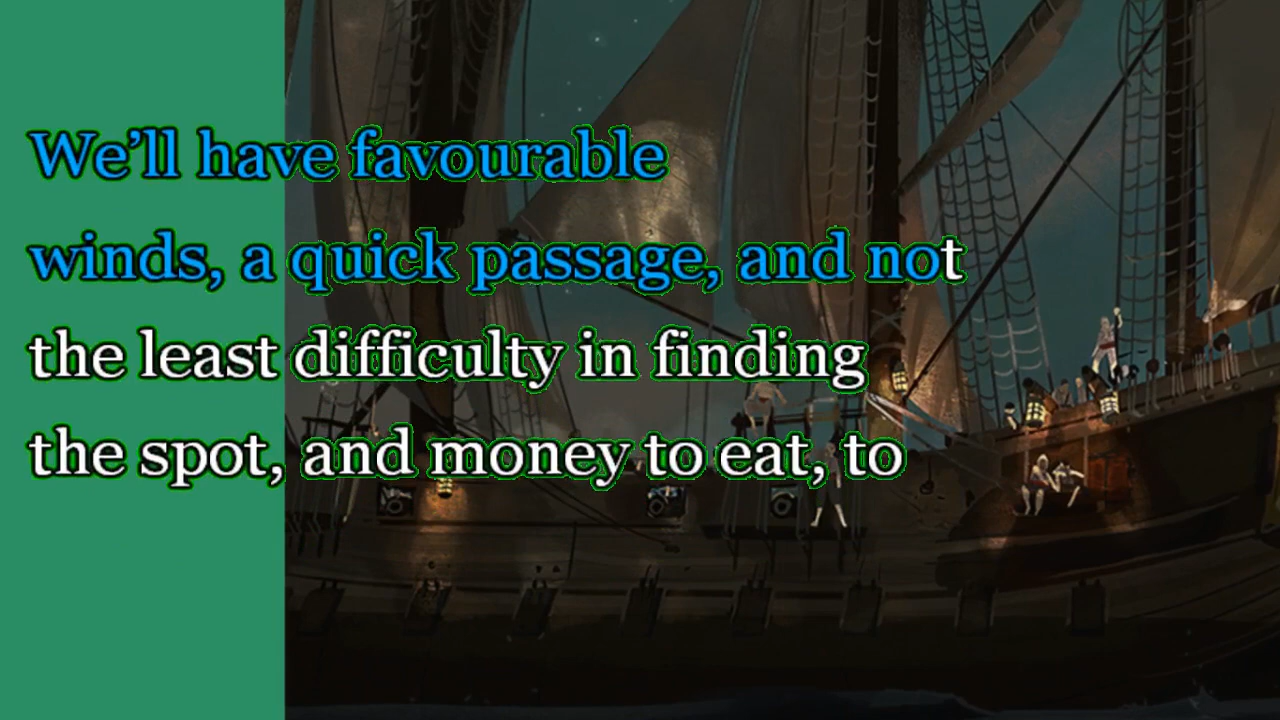 We’ll have favourable
winds, a quick passage, and not
the least difficulty in finding
the spot, and money to eat, to